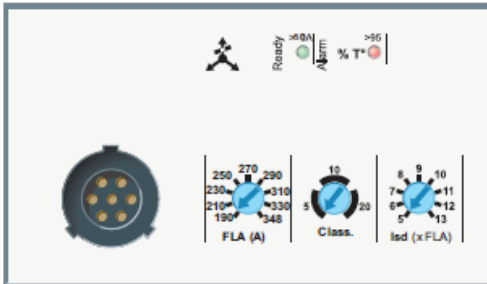 Ready
>60A
Alarm
% T°
>95
190 210 230 250 270 290 310 330 348
FLA (A)
5 10 20
Class.
5 6 7 8 9 10 11 12 13
Isd (x FLA)